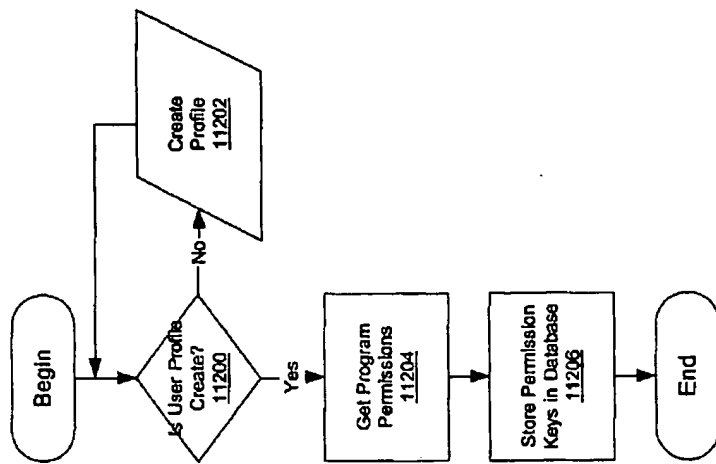 Begin
Is User Profile
Create?
11200
No
Create
Profile
11202
Yes
Get Program
Permissions
11204
Store Permission
Keys in Database
11206
End